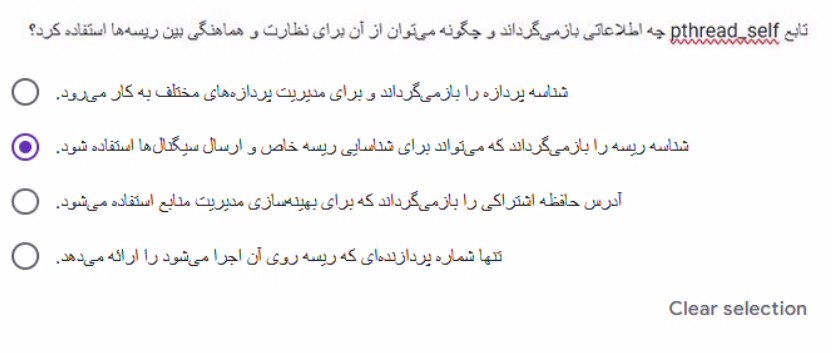 تابع pthread_self چه اطلاعاتی بازمی‌گرداند و چگونه می‌توان از آن برای نظارت و هماهنگی بین ریسه‌ها استفاده کرد؟
شناسه پردازه را بازمی‌گرداند و برای مدیریت پردازه‌های مختلف به کار می‌رود.
شناسه ریسه را بازمی‌گرداند که می‌تواند برای شناسایی ریسه خاص و ارسال سیگنال‌ها استفاده شود.
آدرس حافظه اشتراکی را بازمی‌گرداند که برای بهینه‌سازی مدیریت منابع استفاده می‌شود.
تنها شماره پردازنده‌ای که ریسه روی آن اجرا می‌شود را ارائه می‌دهد.
Clear selection